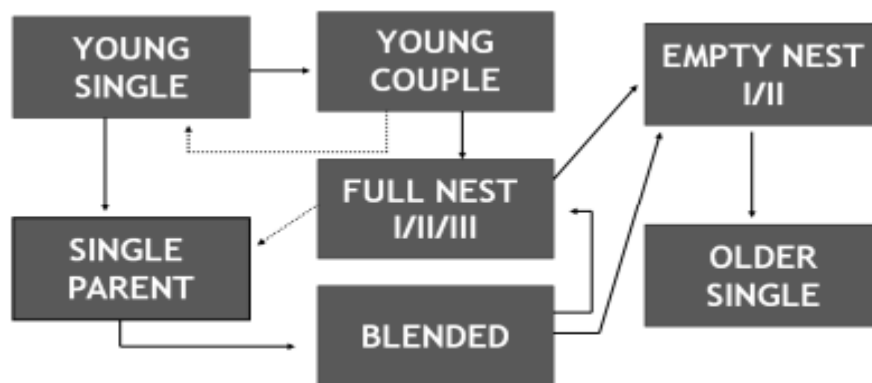 YOUNG
SINGLE
YOUNG
COUPLE
EMPTY NEST
I/II
FULL NEST
I/II/III
SINGLE
PARENT
OLDER
SINGLE
BLENDED